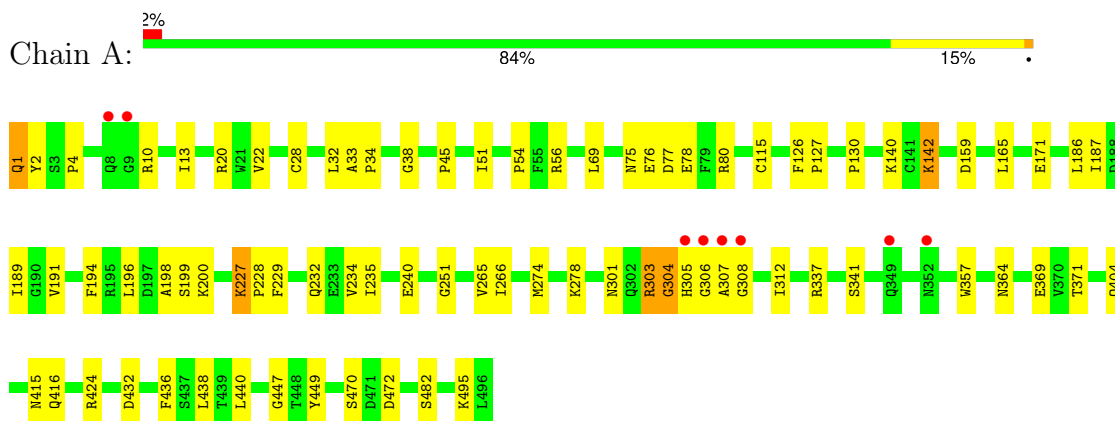 2%
Chain A:
84% 15% •
Q1 Y2 S3 P4 Q8 G9 R10 I13 R20 W21 V22 C28 L32 A33 P34 G38 P45 I51 P54 F55 R56 L69 N75 E76 D77 E78 F79 R80 C115 F126 P127 P130 K140 C141 K142 D159 L165 E171 L186 I187 D188
I189 G190 V191 F194 R195 L196 D197 A198 S199 K200 K227 P228 F229 Q232 E233 V234 I235 E240 G251 V265 I266 M274 K278 N301 Q302 R303 G304 H305 G306 A307 G308 I312 R337 S341 Q349 N352 W357 N364 E369 V370 T371
N415 Q416 R424 D432 F436 S437 L438 T439 L440 G447 T448 Y449 S470 D471 D472 S482 K495 L496